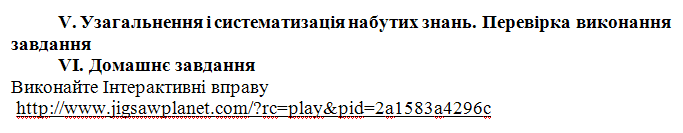 V. Узагальнення і систематизація набутих знань. Перевірка виконання
завдання
VI. Домашнє завдання
Виконайте Інтерактивні вправу
http://www.jigsawplanet.com/?rc=play&pid=2a1583a4296c